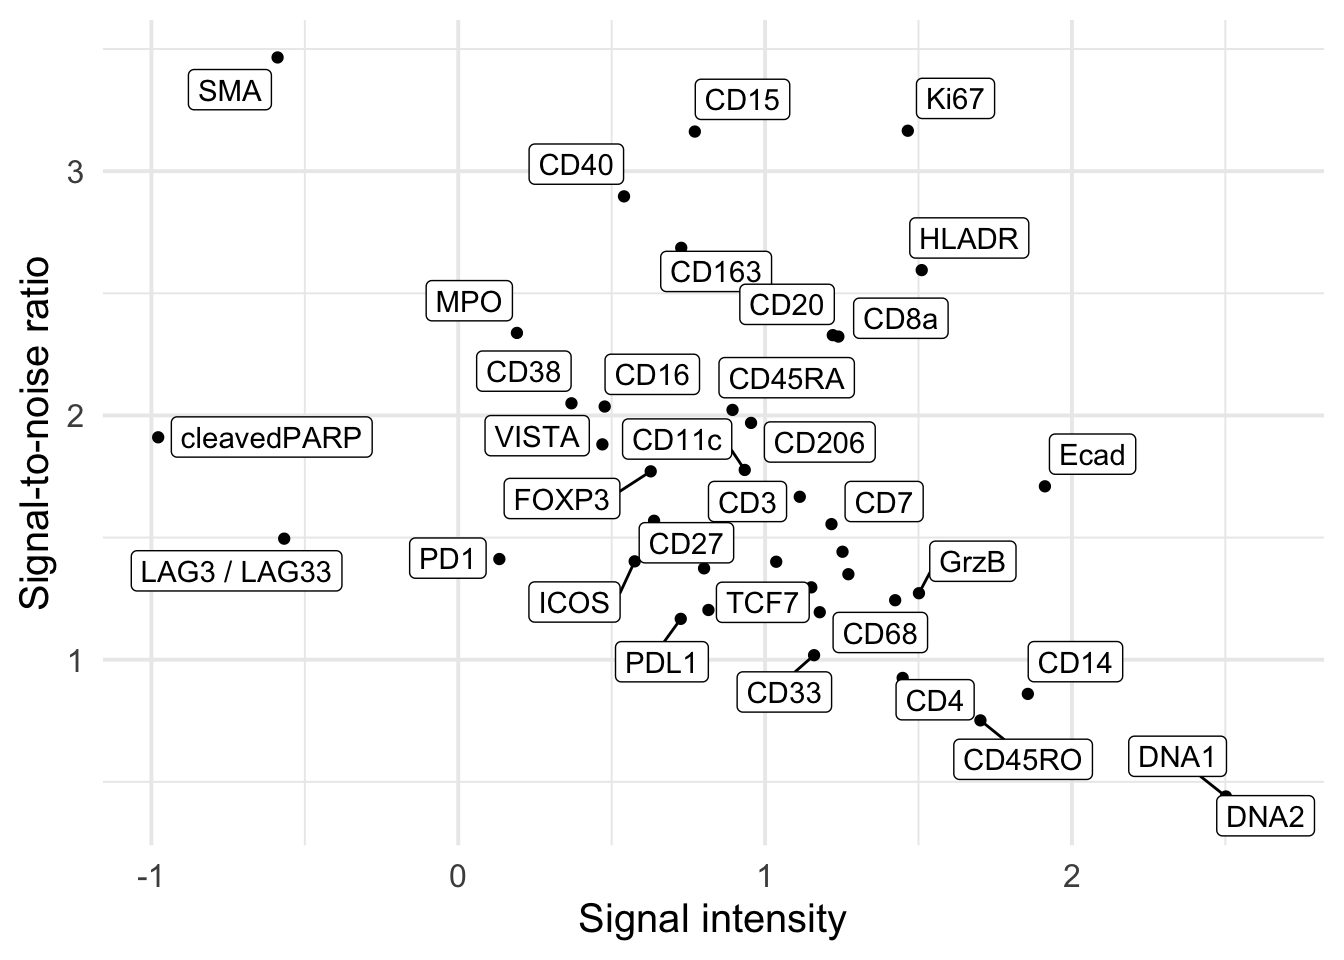 SMA
CD15
Ki67
CD40
HLADR
CD163
MPO
CD20
CD8a
CD38
CD16
CD45RA
cleavedPARP
VISTA
CD11c
CD206
Ecad
FOXP3
CD3
CD7
CD27
PD1
GrzB
LAG3 / LAG33
ICOS
TCF7
CD68
PDL1
CD14
CD33
CD4
CD45RO
DNA1
DNA2
3
2
1
-1
0
1
2
Signal intensity
Signal-to-noise ratio